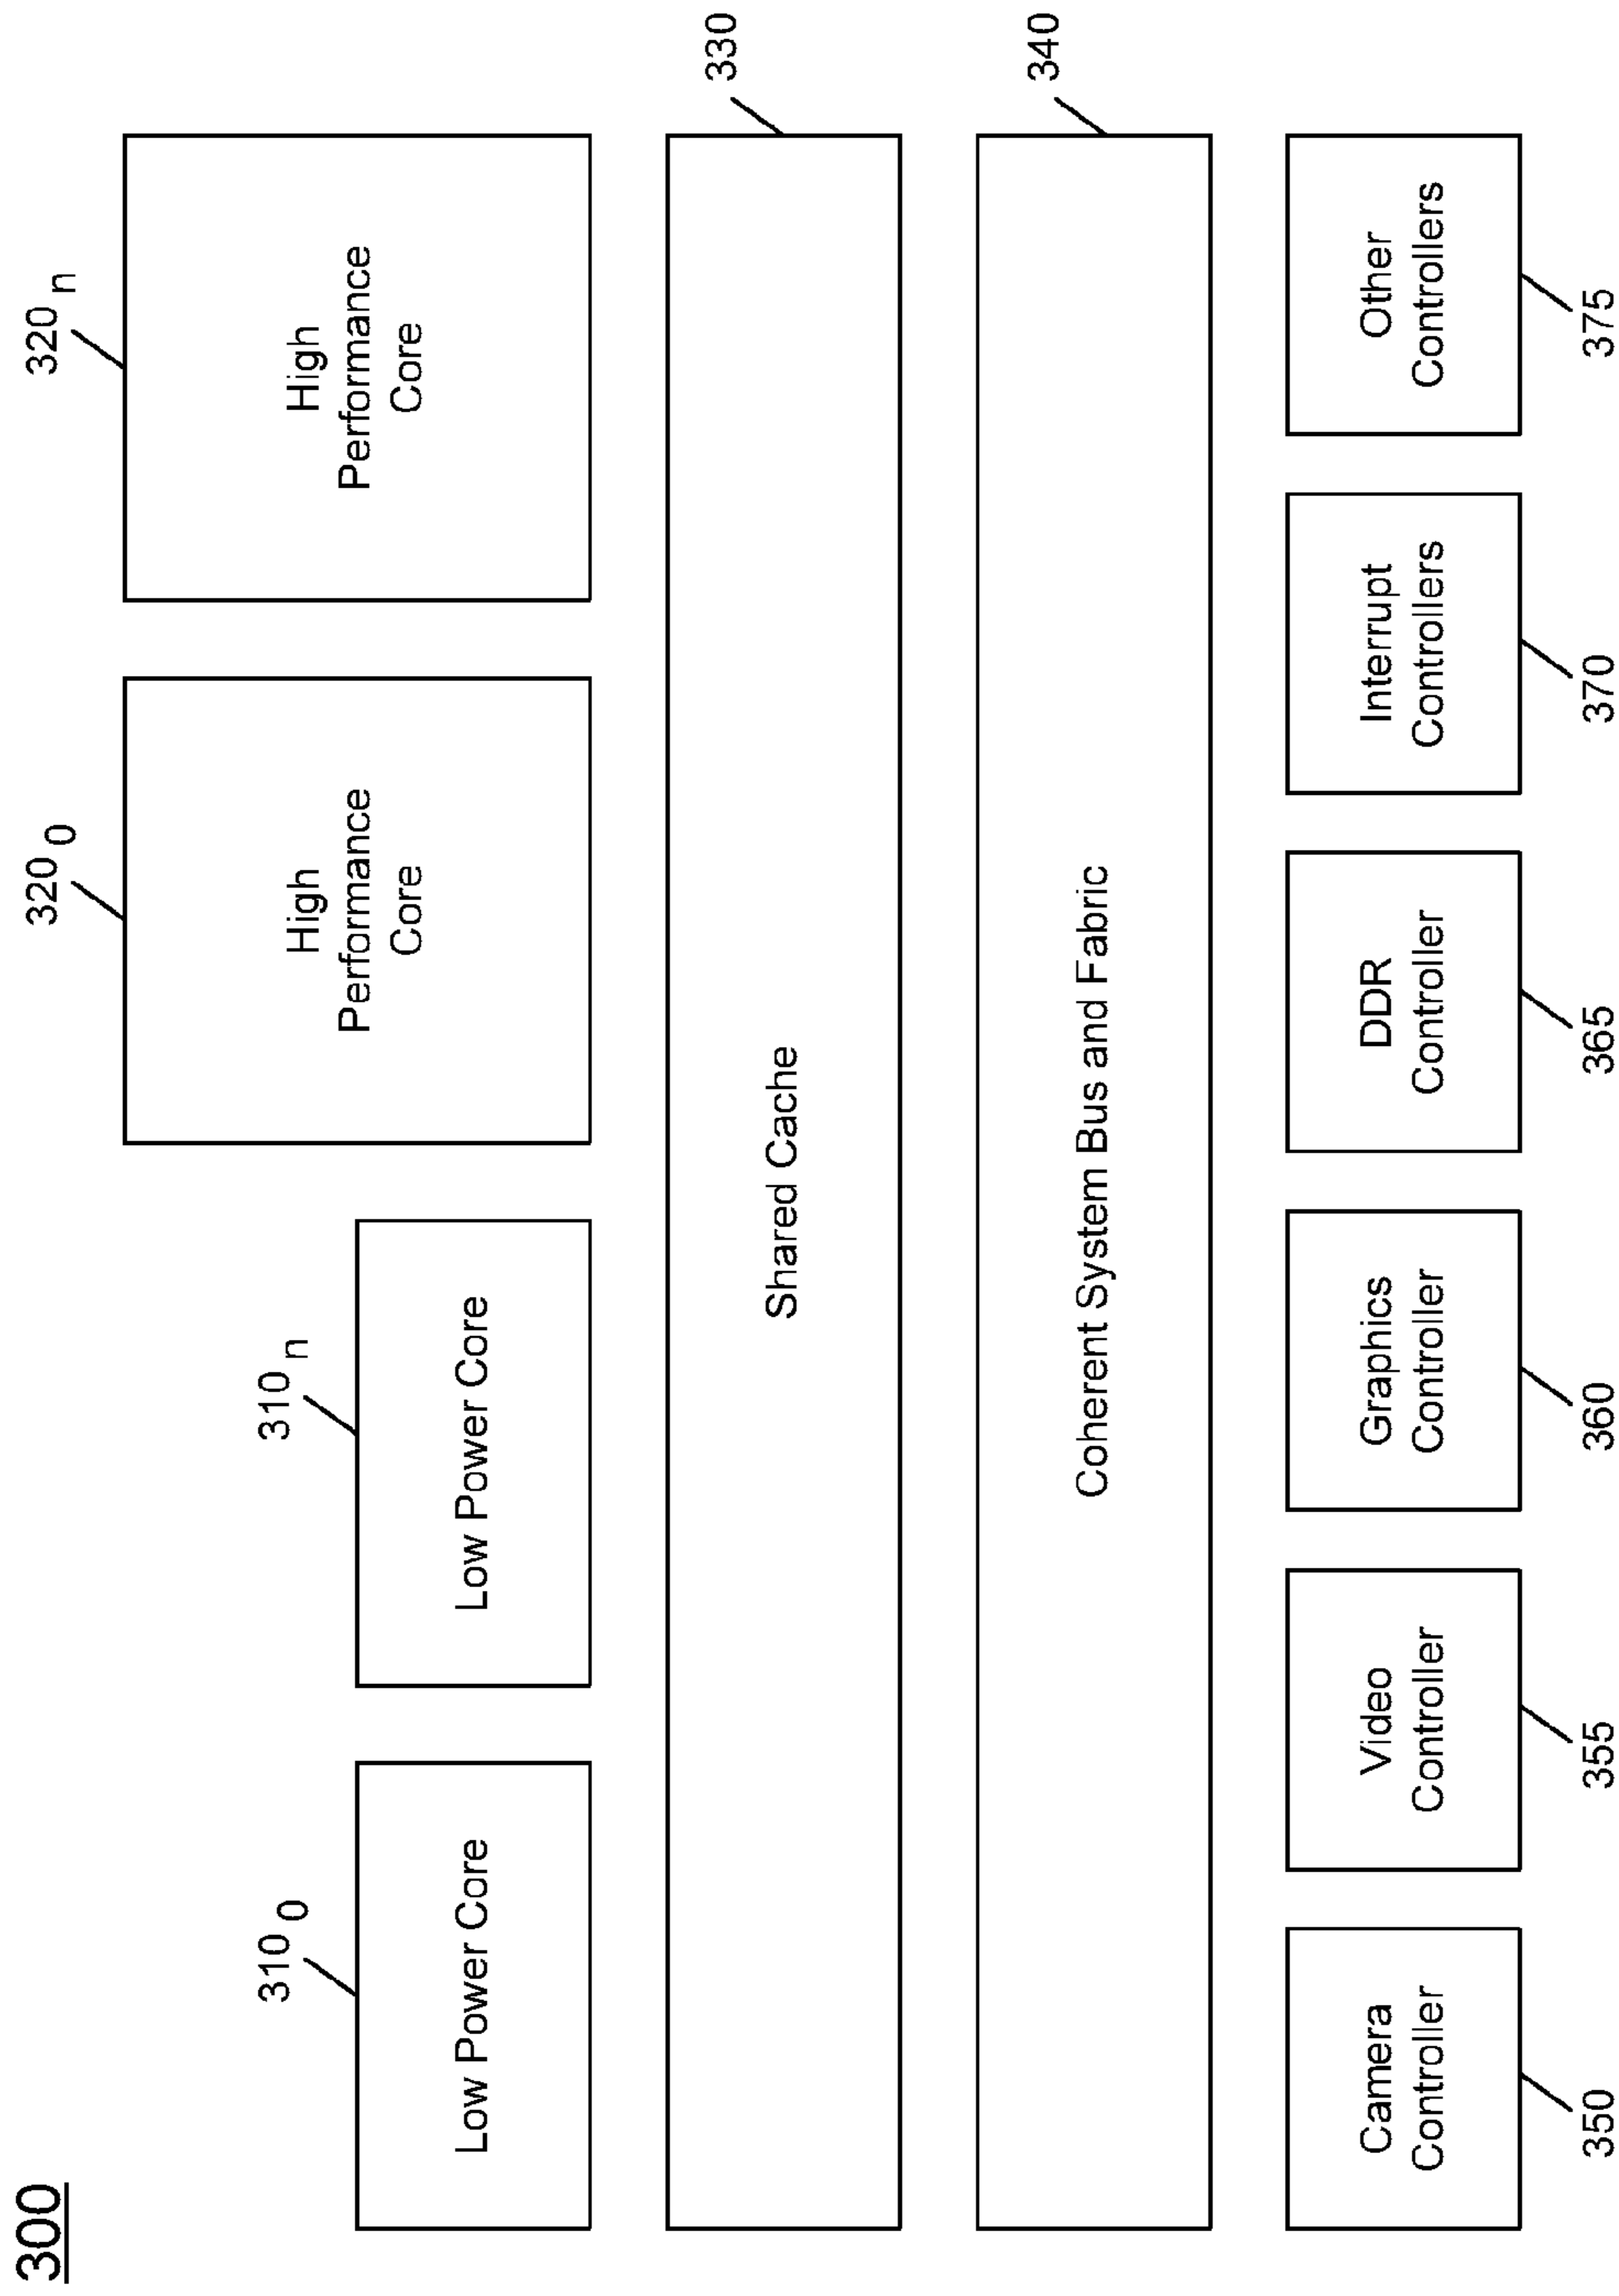 300
310 0
310 n
320 0
320 n
Low Power Core
Low Power Core
High
Performance
Core
High
Performance
Core
330
Shared Cache
340
Coherent System Bus and Fabric
Camera
Controller
Video
Controller
Graphics
Controller
DDR
Controller
Interrupt
Controllers
Other
Controllers
350
355
360
365
370
375